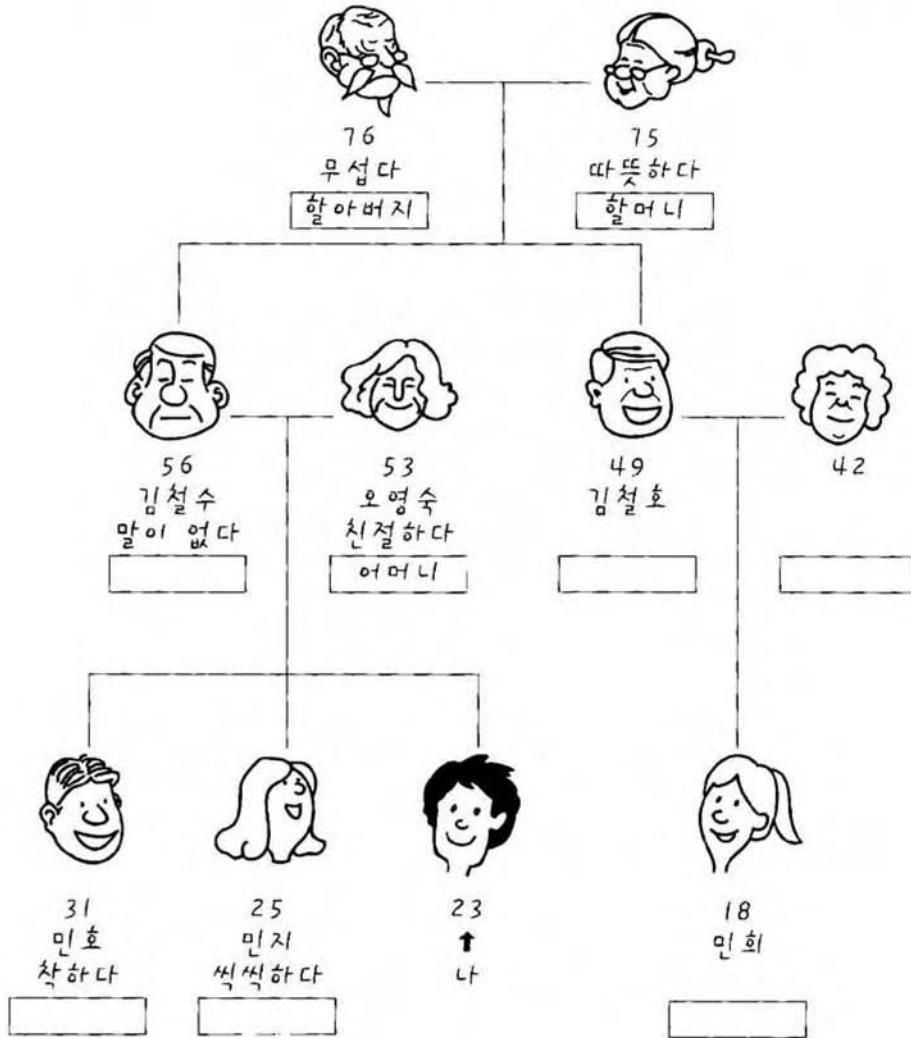 76
무섭다
할아버지
75
따뜻하다
할머니
56
김철수
말이 없다
53
오영숙
친절하다
어머니
49
김철호
42
31
민호
착하다
25
민지
씩씩하다
23
나
18
민희